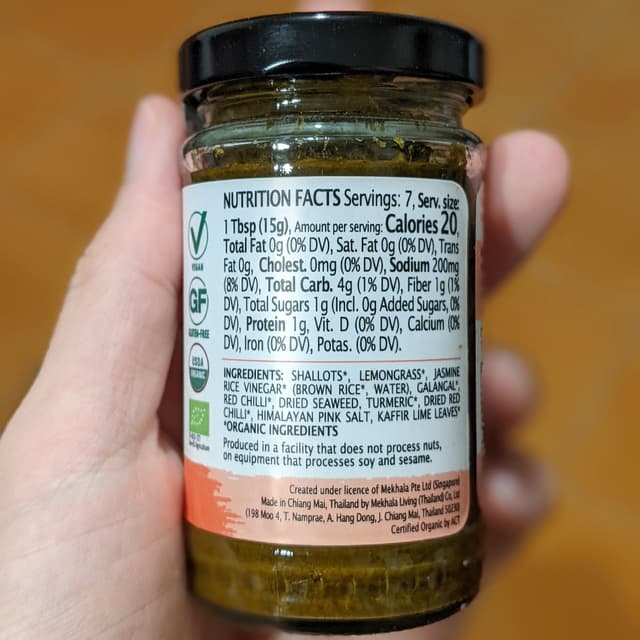 NUTRITION FACTS Servings: 7, Serv. size:
1 Tbsp (15g), Amount per serving: Calories 20,
Total Fat 0g (0% DV), Sat. Fat 0g (0% DV), Trans
Fat 0g, Cholest. 0mg (0% DV), Sodium 200mg
(8% DV), Total Carb. 4g (1% DV), Fiber 1g (1%
DV), Total Sugars 1g (Incl. 0g Added Sugars, 0%
DV), Protein 1g, Vit. D (0% DV), Calcium (0%
DV), Iron (0% DV), Potas. (0% DV).
VEGAN
GF
GLUTEN-FREE
USDA
ORGANIC
INGREDIENTS: SHALLOTS*, LEMONGRASS*, JASMINE
RICE VINEGAR* (BROWN RICE*, WATER), GALANGAL*,
RED CHILLI*, DRIED SEAWEED, TURMERIC*, DRIED RED
CHILLI*, HIMALAYAN PINK SALT, KAFFIR LIME LEAVES*
*ORGANIC INGREDIENTS
Produced in a facility that does not process nuts,
on equipment that processes soy and sesame.
Created under licence of Mekhala Pte Ltd (Singapore)
Made in Chiang Mai, Thailand by Mekhala Living (Thailand) Co, Ltd
(198 Moo 4, T. Namprae, A. Hang Dong, J. Chiang Mai, Thailand 50230)
Certified Organic by ACT